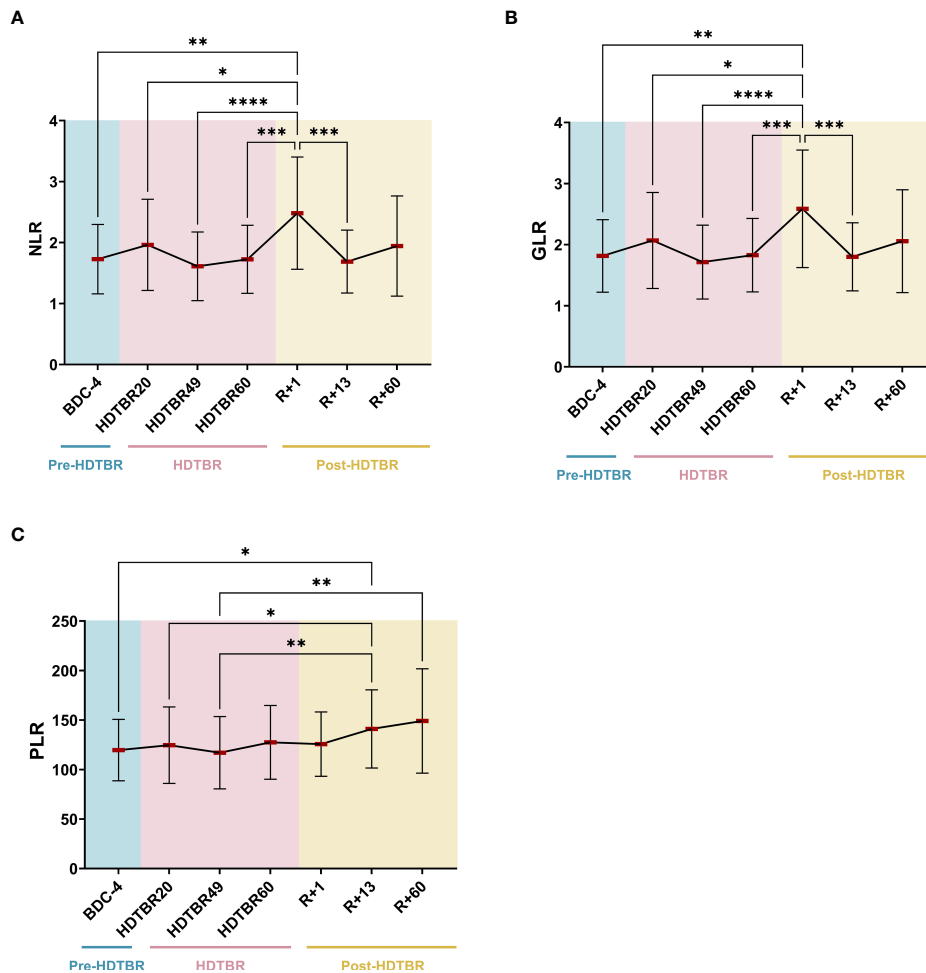 A
**
*
****
*** ***
NLR
4
3
2
1
0
BDC-4
HDTBR20
HDTBR49
HDTBR60
R+1
R+13
R+60
Pre-HDTBR HDTBR Post-HDTBR
B
**
*
****
*** ***
GLR
4
3
2
1
0
BDC-4
HDTBR20
HDTBR49
HDTBR60
R+1
R+13
R+60
Pre-HDTBR HDTBR Post-HDTBR
C
*
**
*
**
PLR
250
200
150
100
50
0
BDC-4
HDTBR20
HDTBR49
HDTBR60
R+1
R+13
R+60
Pre-HDTBR HDTBR Post-HDTBR